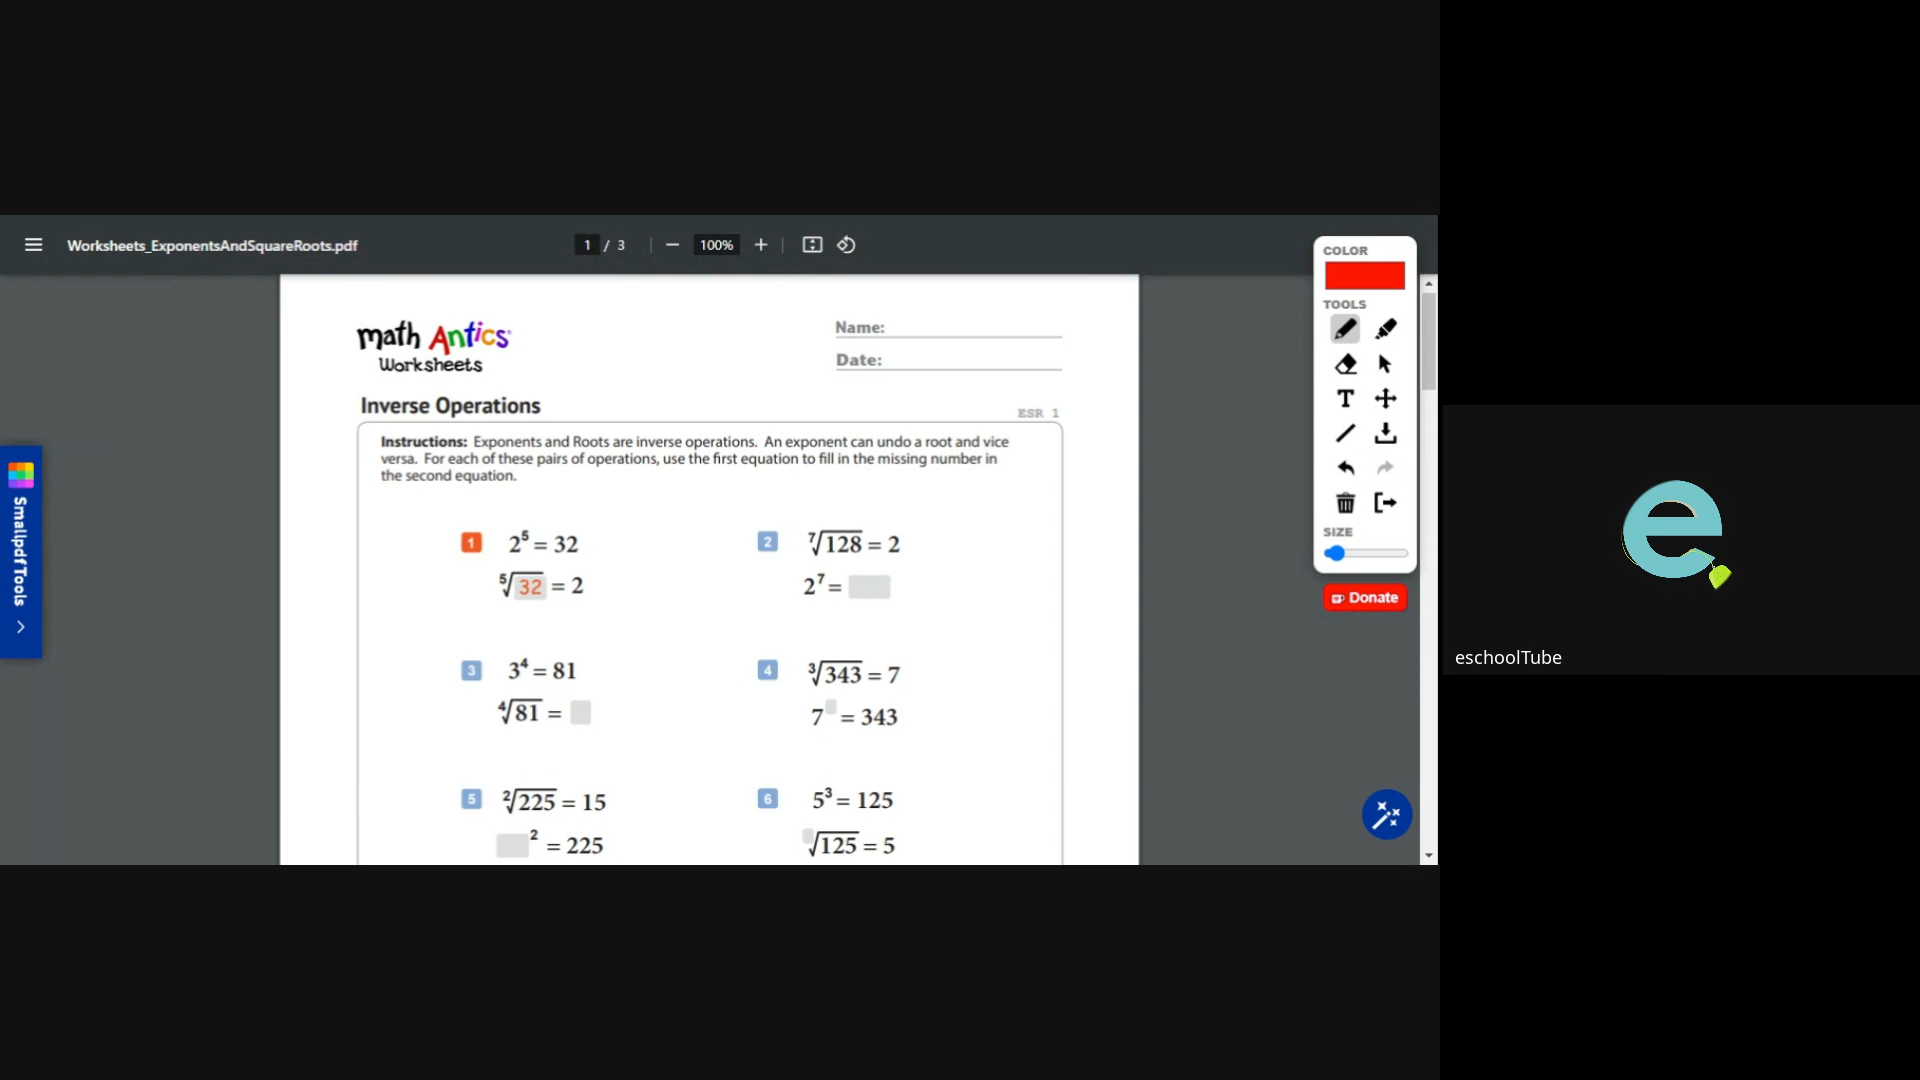 Worksheets_ExponentsAndSquareRoots.pdf
1 / 3
100%
COLOR
TOOLS
T
SIZE
Donate
SmallpdfTools
math Antics
Worksheets
Name:
Date:
Inverse Operations
ESR 1
Instructions: Exponents and Roots are inverse operations. An exponent can undo a root and vice
versa. For each of these pairs of operations, use the first equation to fill in the missing number in
the second equation.
1 2⁵ = 32
⁵√32 = 2
2 ⁷√128 = 2
2⁷ =
3 3⁴ = 81
⁴√81 =
4 ³√343 = 7
7 = 343
5 ²√225 = 15
² = 225
6 5³ = 125
√125 = 5
eschoolTube